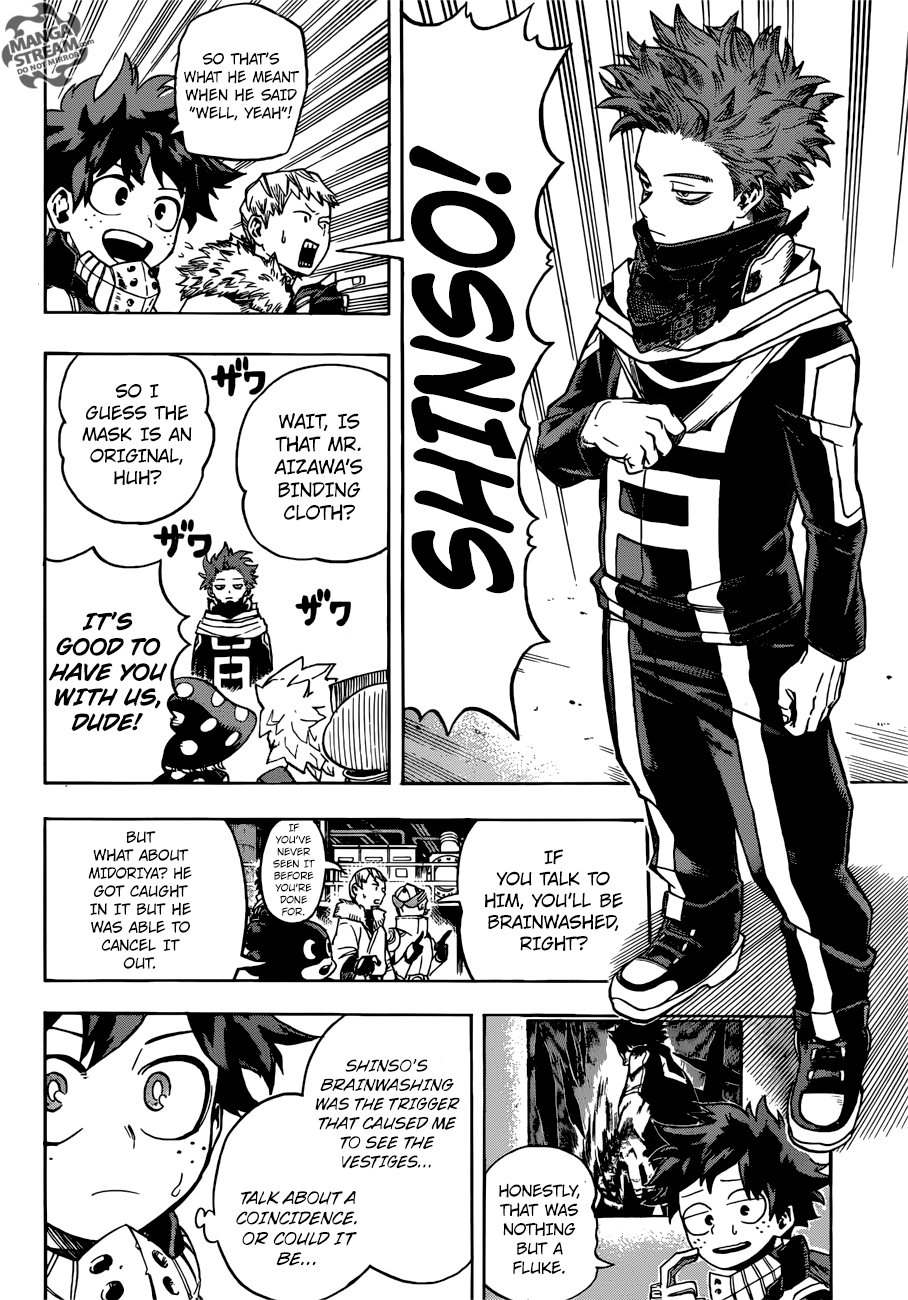 MANGA
STREAM.com
DO NOT MIRROR
SHINSO!
SO THAT'S
WHAT HE MEANT
WHEN HE SAID
"WELL, YEAH"!
ザワ
WAIT, IS
THAT MR.
AIZAWA'S
BINDING
CLOTH?
SO I
GUESS THE
MASK IS AN
ORIGINAL,
HUH?
ザワ
ザワ
IT'S
GOOD TO
HAVE YOU
WITH US,
DUDE!
IF
YOU TALK TO
HIM, YOU'LL BE
BRAINWASHED,
RIGHT?
IF
YOU'VE
NEVER
SEEN IT
BEFORE
YOU'RE
DONE
FOR.
BUT
WHAT ABOUT
MIDORIYA? HE
GOT CAUGHT
IN IT BUT HE
WAS ABLE TO
CANCEL IT
OUT.
HONESTLY,
THAT WAS
NOTHING
BUT A
FLUKE.
SHINSO'S
BRAINWASHING
WAS THE TRIGGER
THAT CAUSED ME
TO SEE THE
VESTIGES...
TALK ABOUT A
COINCIDENCE.
OR COULD IT
BE...